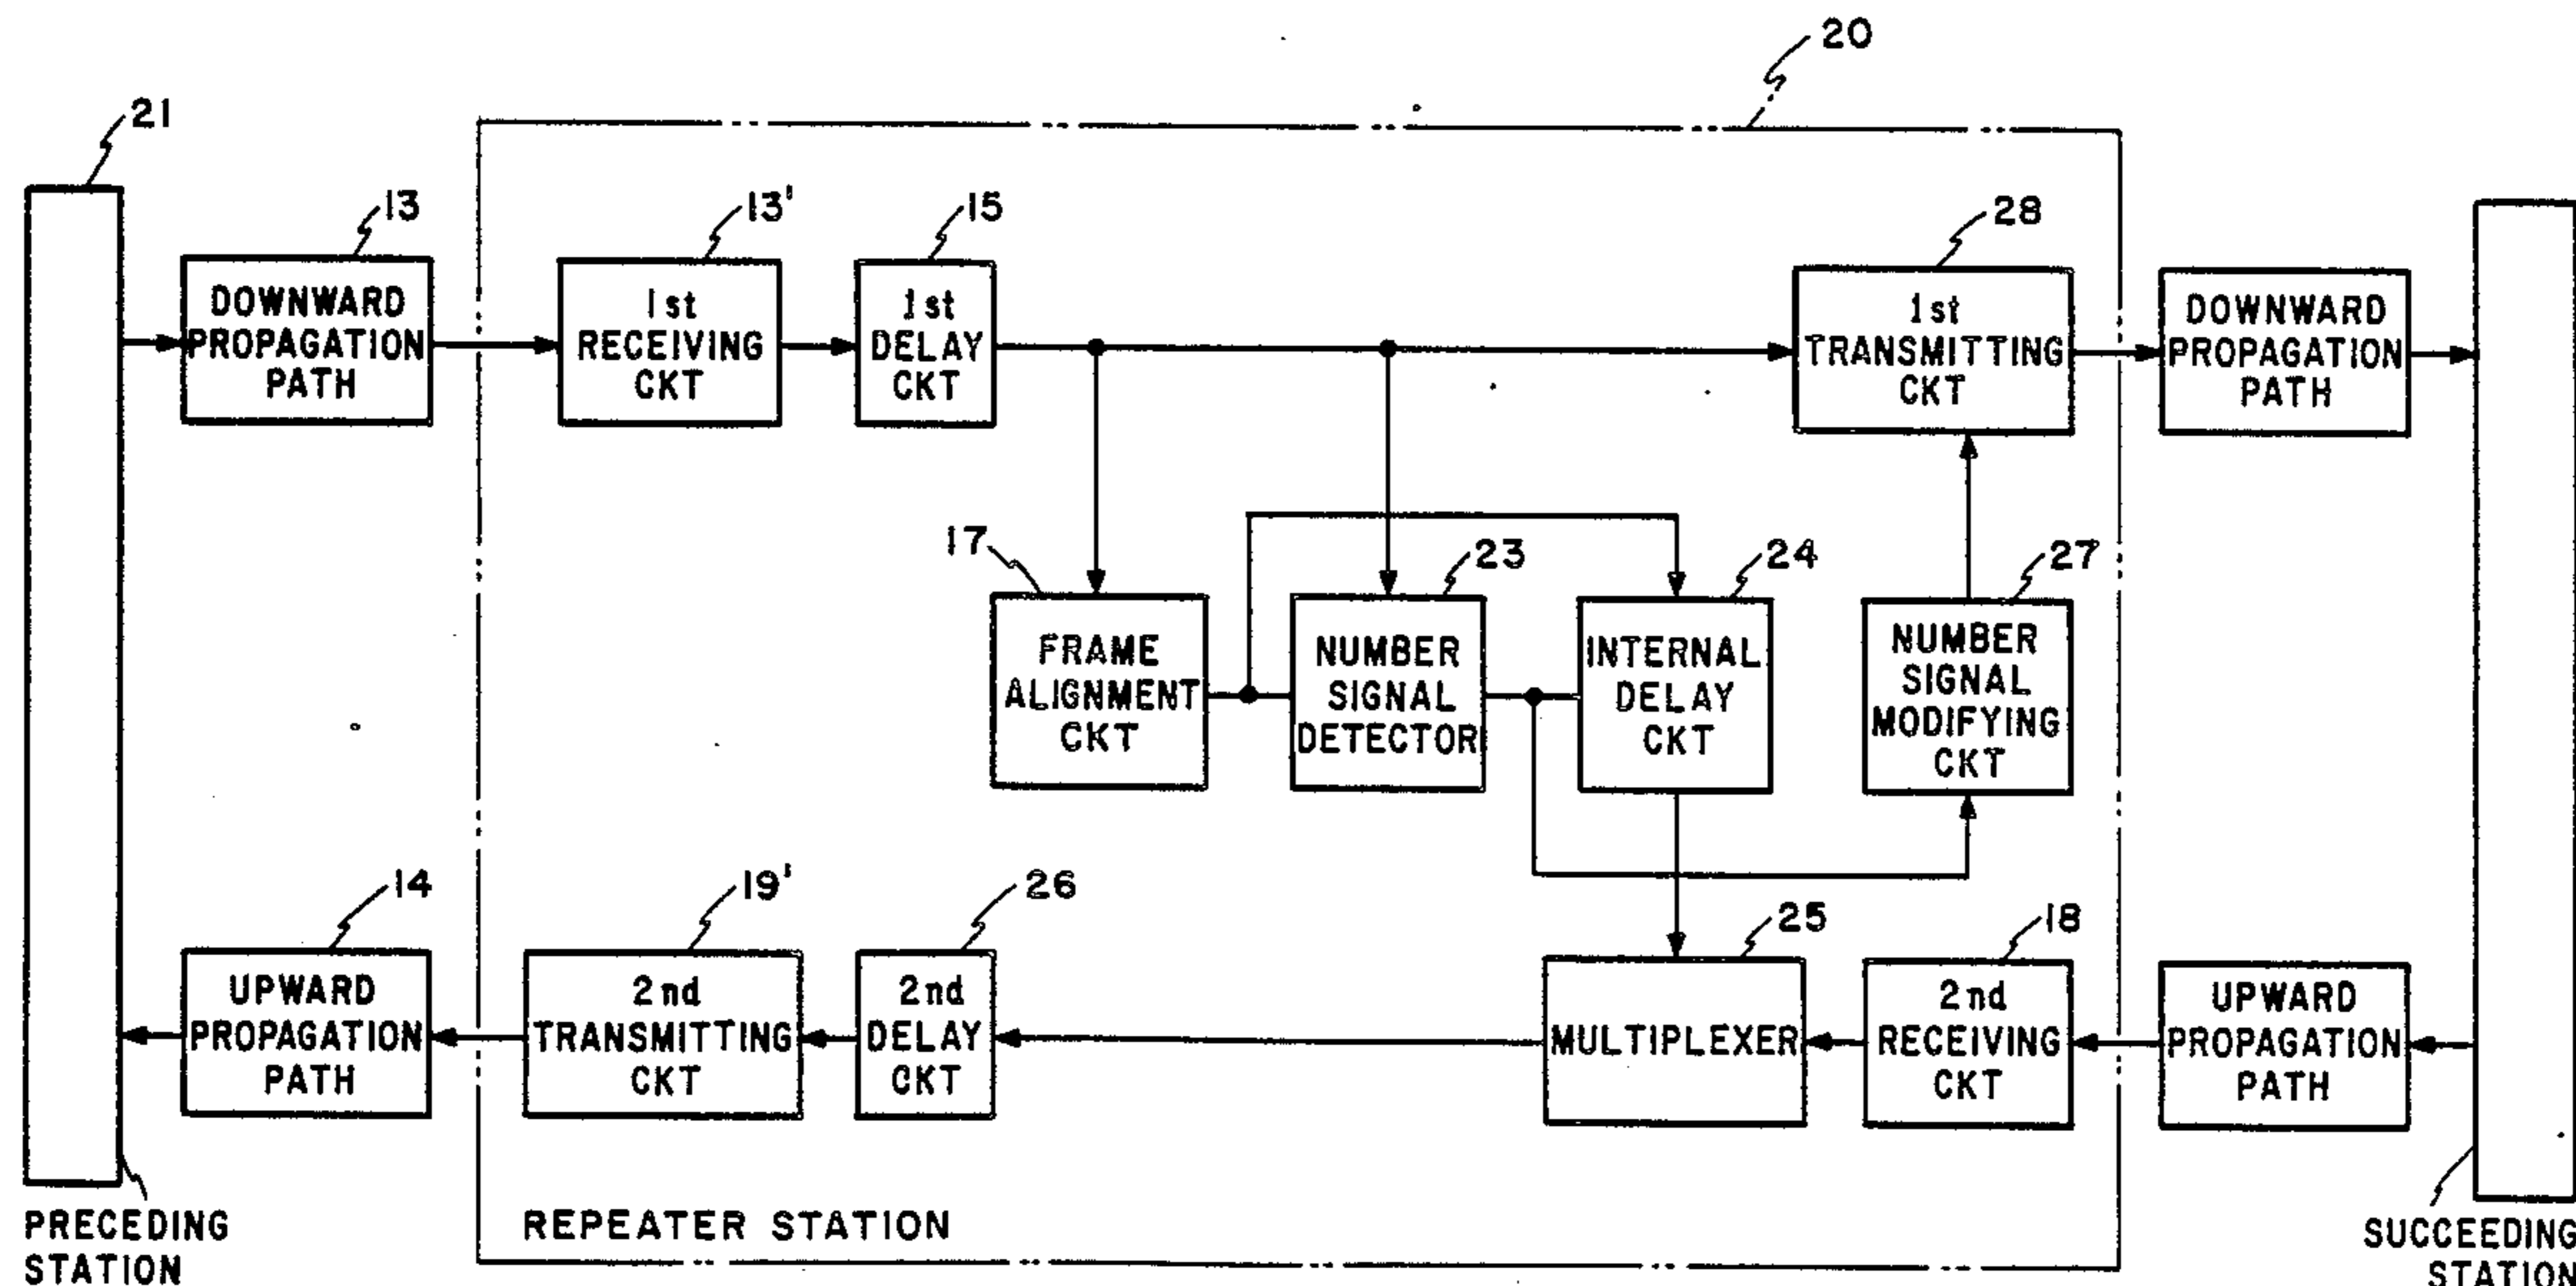 20
21
13
13'
15
28
DOWNWARD
PROPAGATION
PATH
1st
RECEIVING
CKT
1st
DELAY
CKT
1st
TRANSMITTING
CKT
DOWNWARD
PROPAGATION
PATH
17
23
24
27
FRAME
ALIGNMENT
CKT
NUMBER
SIGNAL
DETECTOR
INTERNAL
DELAY
CKT
NUMBER
SIGNAL
MODIFYING
CKT
14
19'
26
25
18
UPWARD
PROPAGATION
PATH
2nd
TRANSMITTING
CKT
2nd
DELAY
CKT
MULTIPLEXER
2nd
RECEIVING
CKT
UPWARD
PROPAGATION
PATH
PRECEDING
STATION
REPEATER STATION
SUCCEEDING
STATION